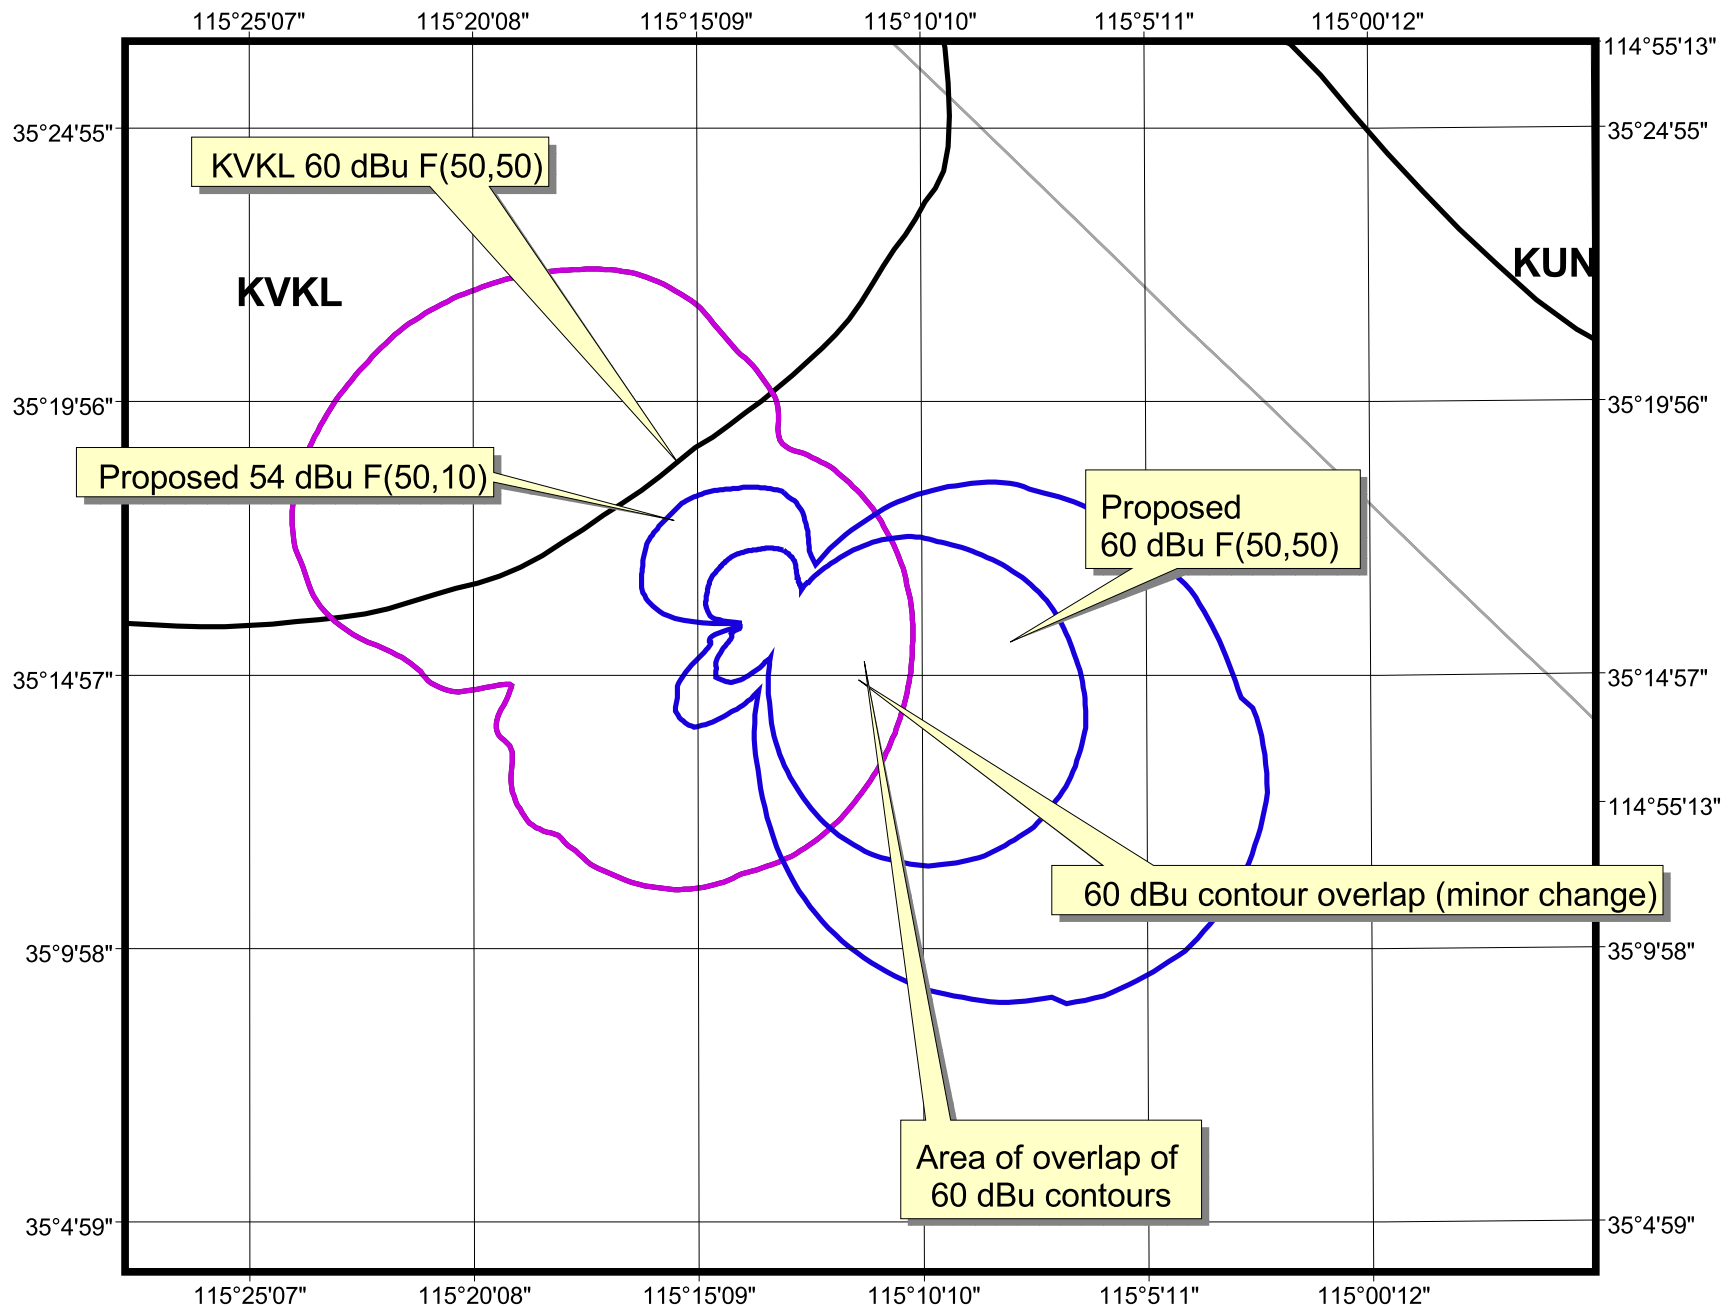 115°25'07" 115°20'08" 115°15'09" 115°10'10" 115°5'11" 115°00'12"
114°55'13"
35°24'55" 35°24'55"
KVKL 60 dBu F(50,50)
KUN
KVKL
35°19'56" 35°19'56"
Proposed 54 dBu F(50,10)
Proposed
60 dBu F(50,50)
35°14'57" 35°14'57"
114°55'13"
60 dBu contour overlap (minor change)
35°9'58" 35°9'58"
Area of overlap of
60 dBu contours
35°4'59" 35°4'59"
115°25'07" 115°20'08" 115°15'09" 115°10'10" 115°5'11" 115°00'12"